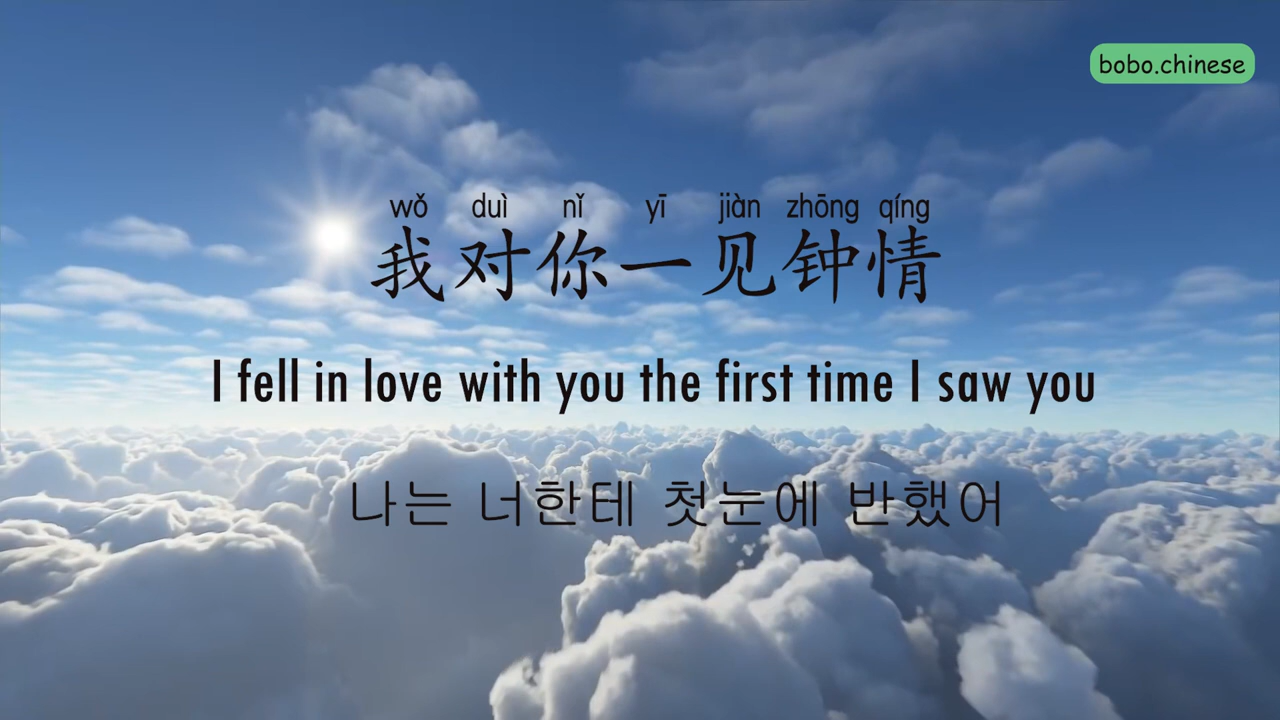 bobo.chinese
wǒ duì nǐ yī jiàn zhōng qíng
我对你一见钟情
I fell in love with you the first time I saw you
나는 너한테 첫눈에 반했어